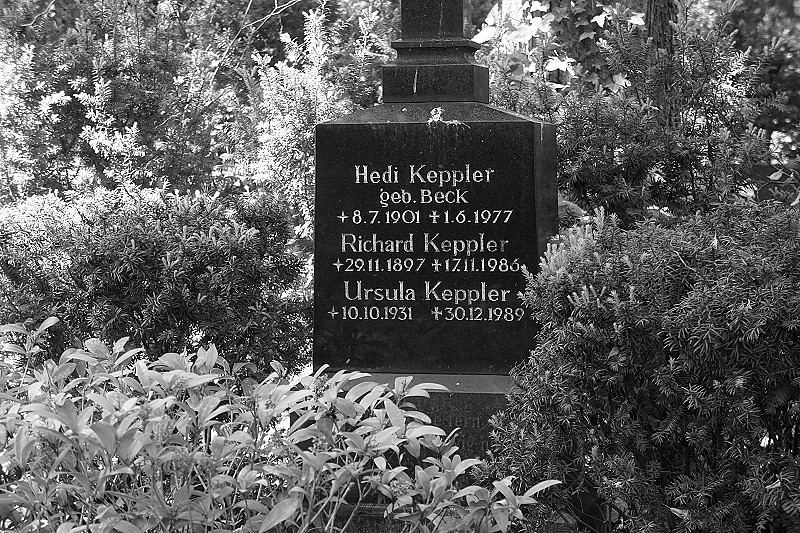 Hedi Keppler
geb. Beck
+8.7.1901 ✝1.6.1977
Richard Keppler
+29.11.1897 ✝17.11.1986
Ursula Keppler
+10.10.1931 ✝30.12.1989